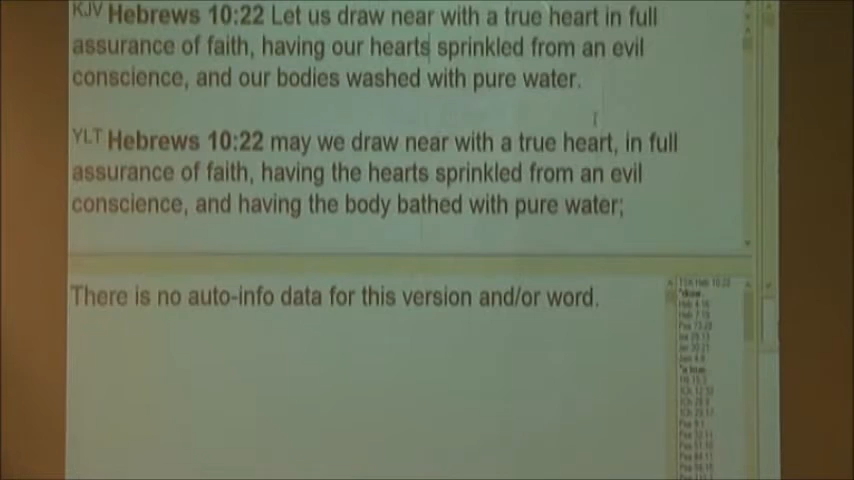 KJV Hebrews 10:22 Let us draw near with a true heart in full
assurance of faith, having our hearts sprinkled from an evil
conscience, and our bodies washed with pure water.
YLT Hebrews 10:22 may we draw near with a true heart, in full
assurance of faith, having the hearts sprinkled from an evil
conscience, and having the body bathed with pure water;
There is no auto-info data for this version and/or word.